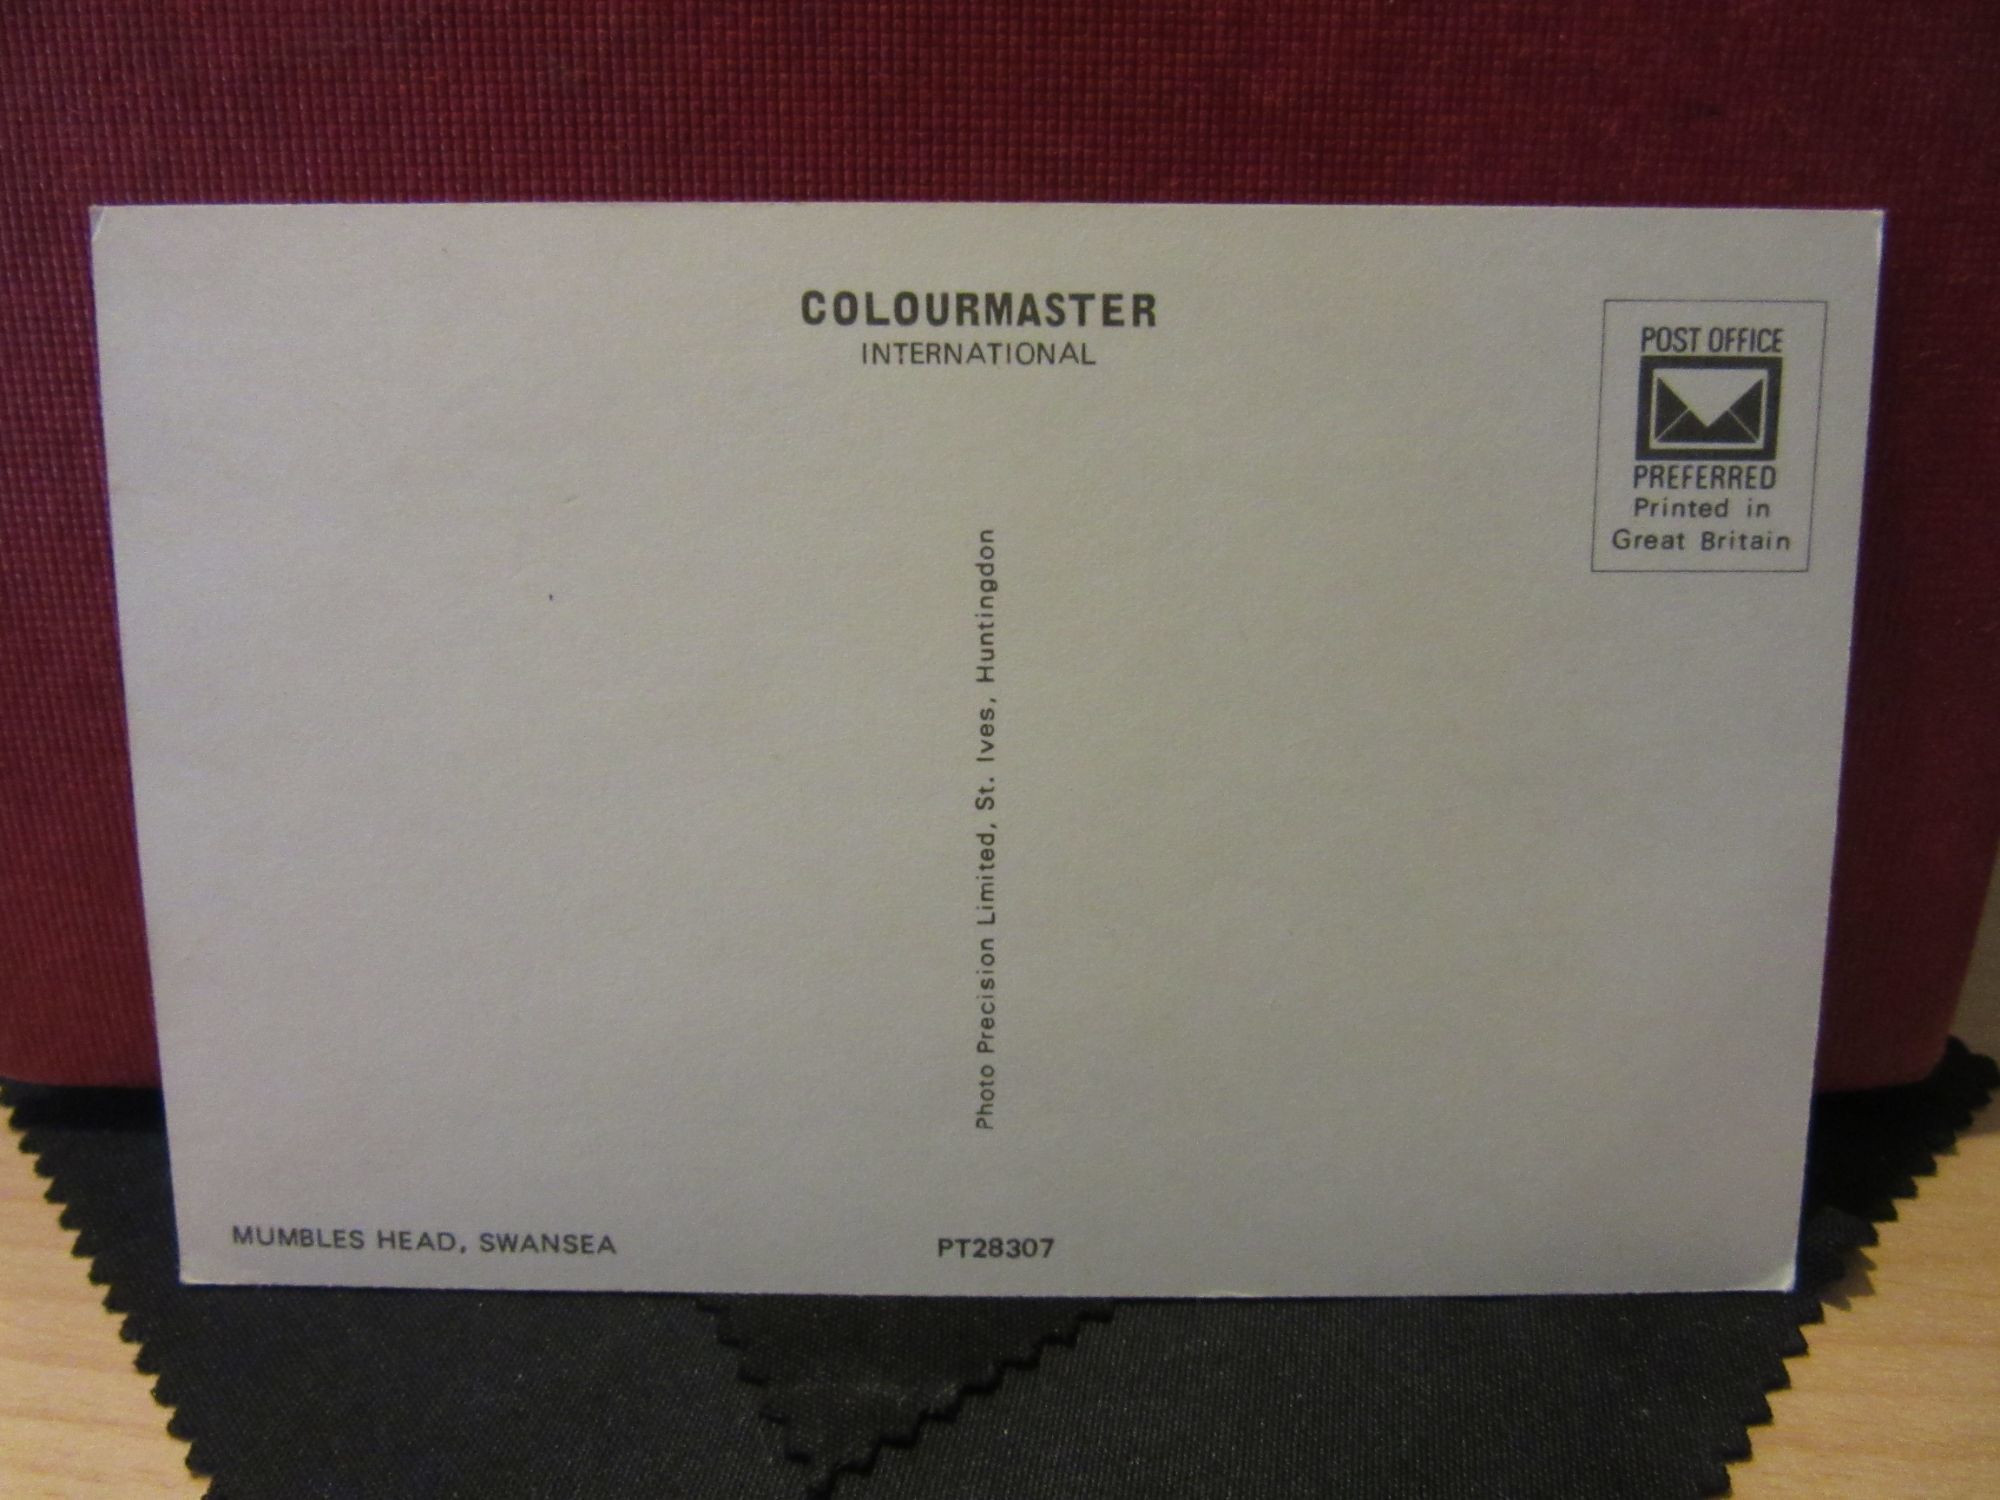 COLOURMASTER
INTERNATIONAL
POST OFFICE
PREFERRED
Printed in
Great Britain
Photo Precision Limited, St. Ives, Huntingdon
MUMBLES HEAD, SWANSEA
PT28307